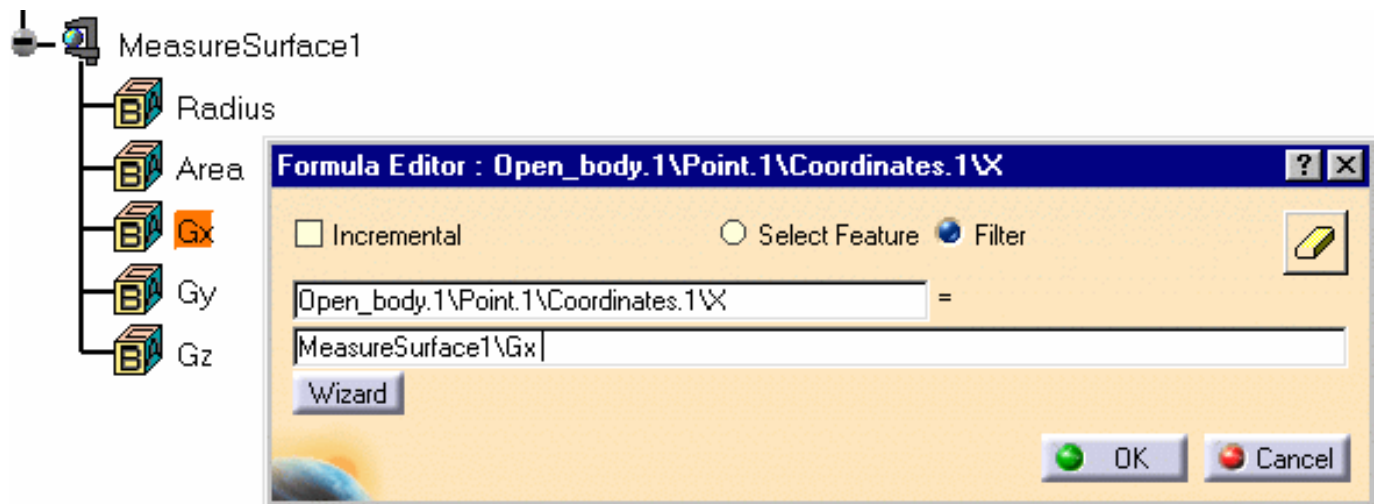 MeasureSurface1
Radius
Area
Gx
Gy
Gz
Formula Editor : Open_body.1\Point.1\Coordinates.1\X
Incremental Select Feature Filter
Open_body.1\Point.1\Coordinates.1\X =
MeasureSurface1\Gx
Wizard
OK Cancel